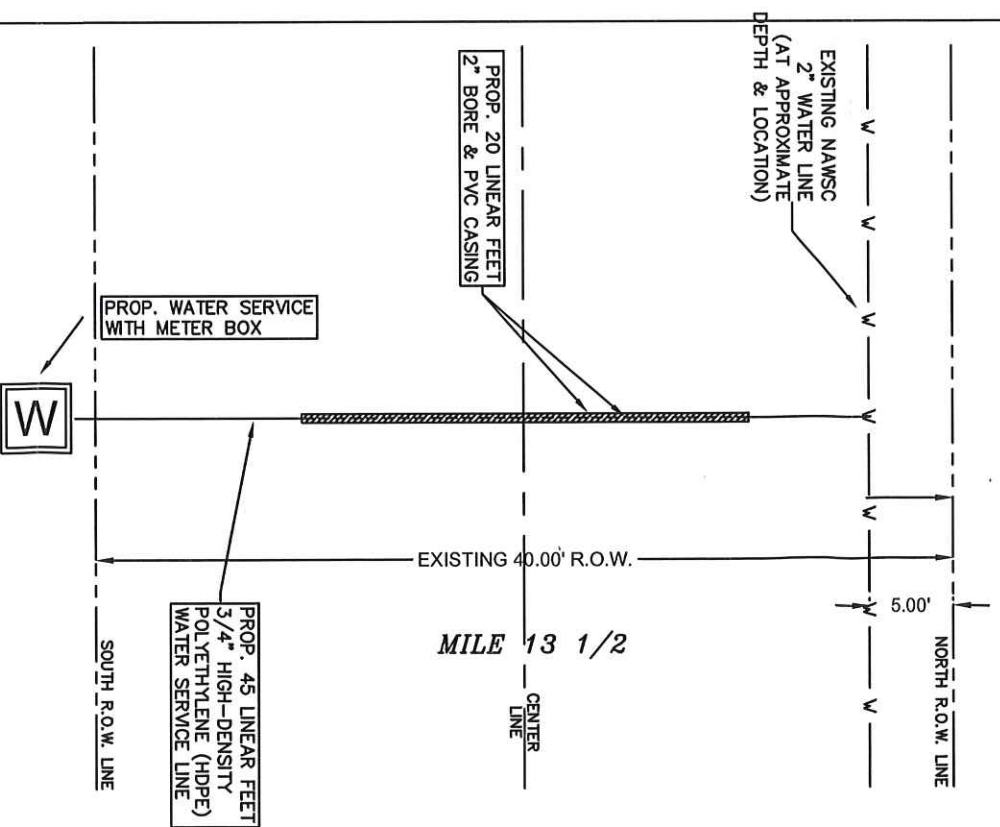 EXISTING NAWSC
2" WATER LINE
(AT APPROXIMATE
DEPTH & LOCATION)
W
W
W
W
W
W
W
NORTH R.O.W. LINE
5.00'
PROP. 20 LINEAR FEET
2" BORE & PVC CASING
CENTER
LINE
MILE 13 1/2
EXISTING 40.00' R.O.W.
PROP. WATER SERVICE
WITH METER BOX
W
PROP. 45 LINEAR FEET
3/4" HIGH-DENSITY
POLYETHYLENE (HDPE)
WATER SERVICE LINE
SOUTH R.O.W. LINE